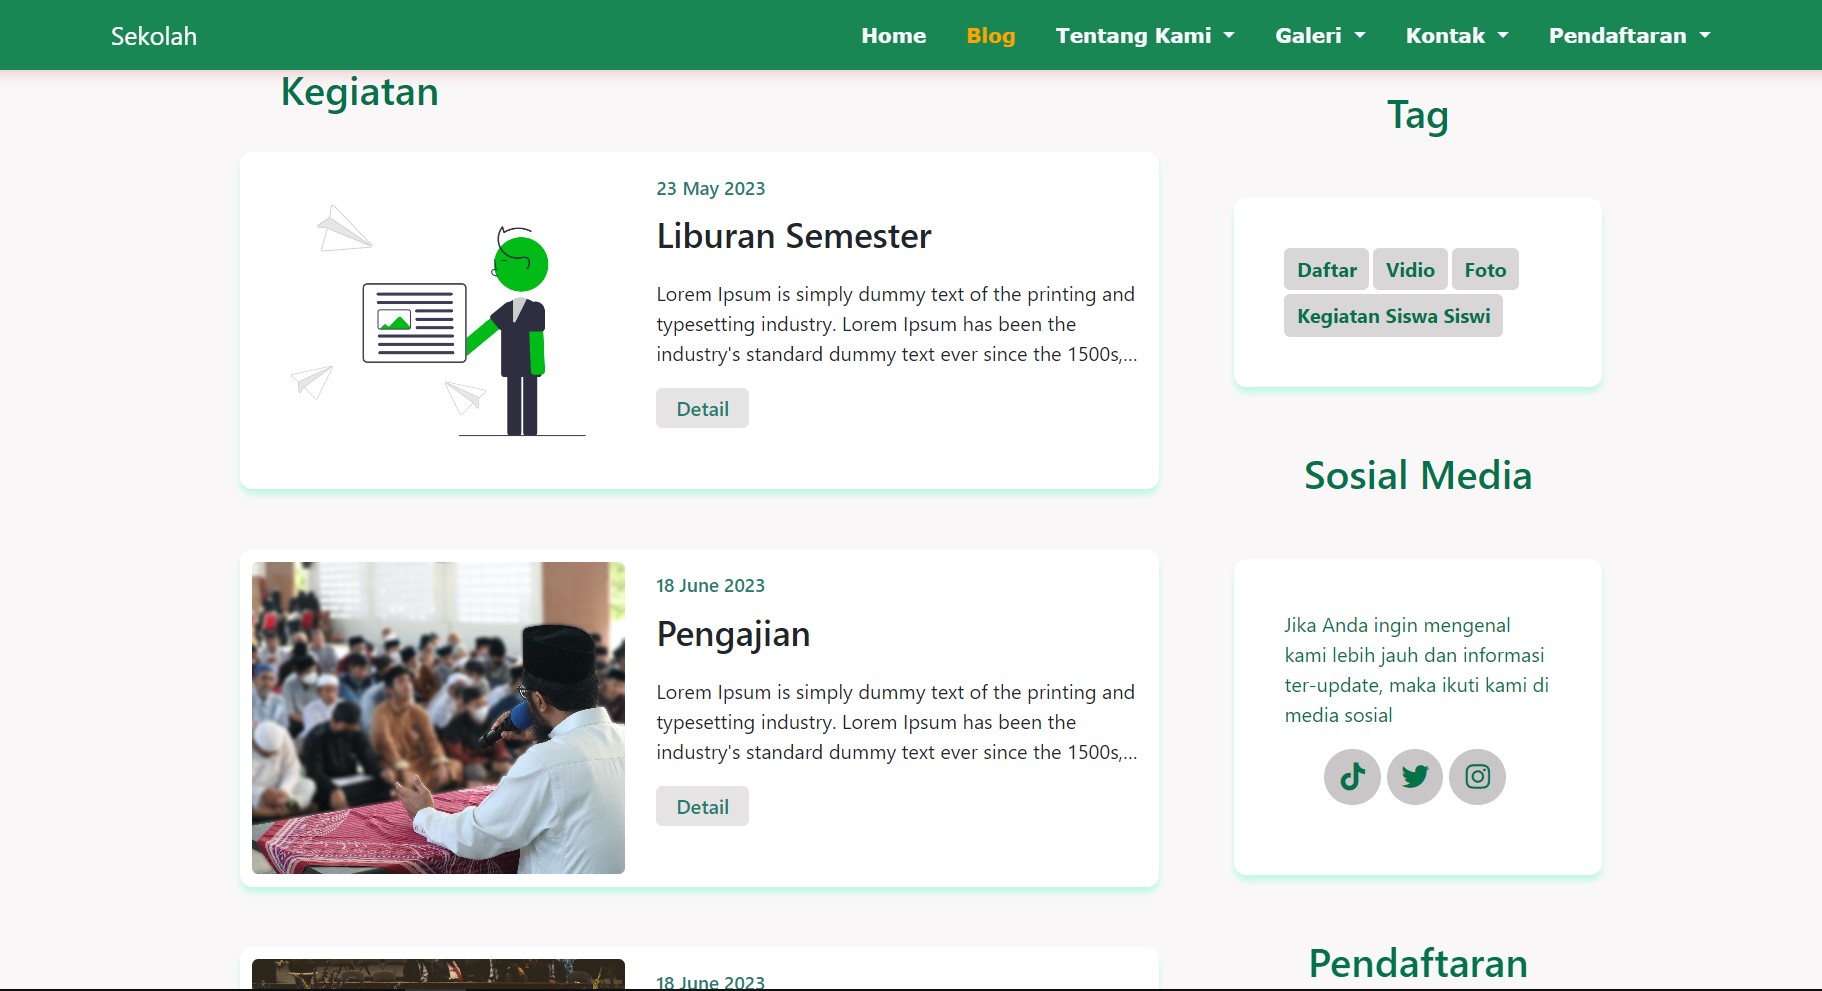 Sekolah
Home
Blog
Tentang Kami
Galeri
Kontak
Pendaftaran
Kegiatan
23 May 2023
Liburan Semester
Lorem Ipsum is simply dummy text of the printing and
typesetting industry. Lorem Ipsum has been the
industry's standard dummy text ever since the 1500s,...
Detail
18 June 2023
Pengajian
Lorem Ipsum is simply dummy text of the printing and
typesetting industry. Lorem Ipsum has been the
industry's standard dummy text ever since the 1500s,...
Detail
18 June 2023
Tag
Daftar
Vidio
Foto
Kegiatan Siswa Siswi
Sosial Media
Jika Anda ingin mengenal
kami lebih jauh dan informasi
ter-update, maka ikuti kami di
media sosial
Pendaftaran